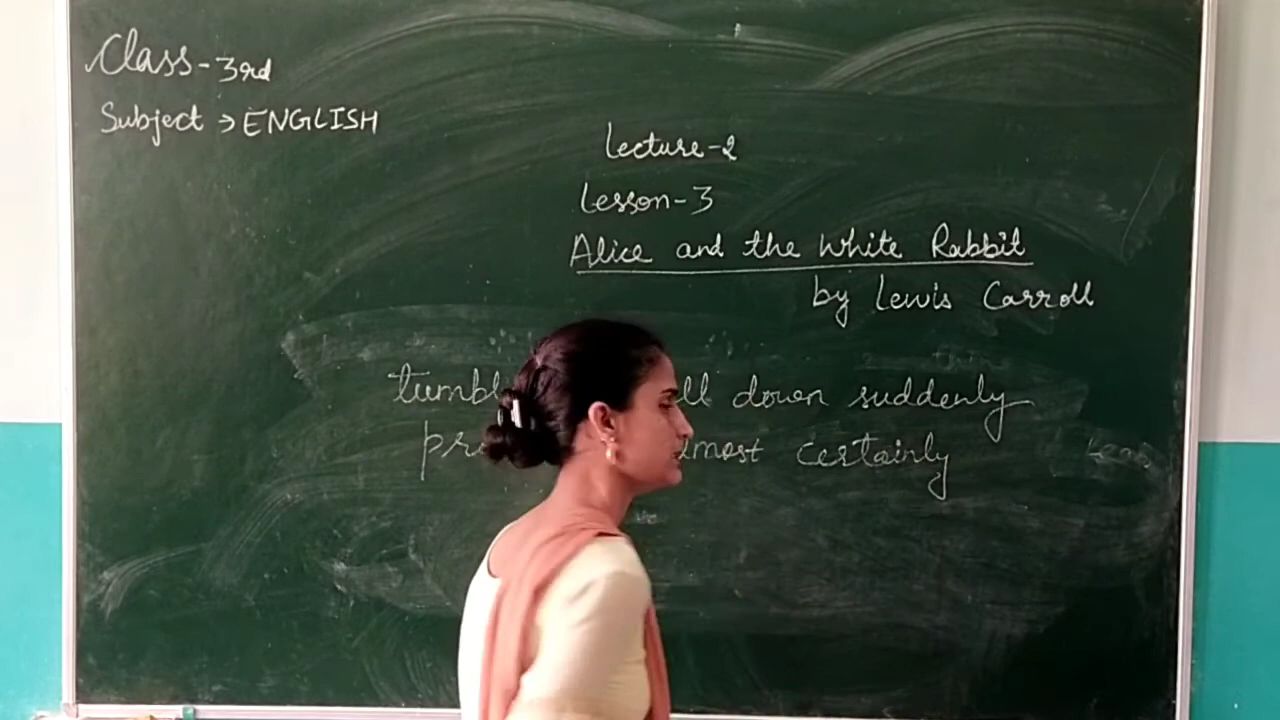 Class-3rd
Subject → ENGLISH
Lecture-2
Lesson-3
Alice and the White Rabbit
by Lewis Carroll
down suddenly
certainly